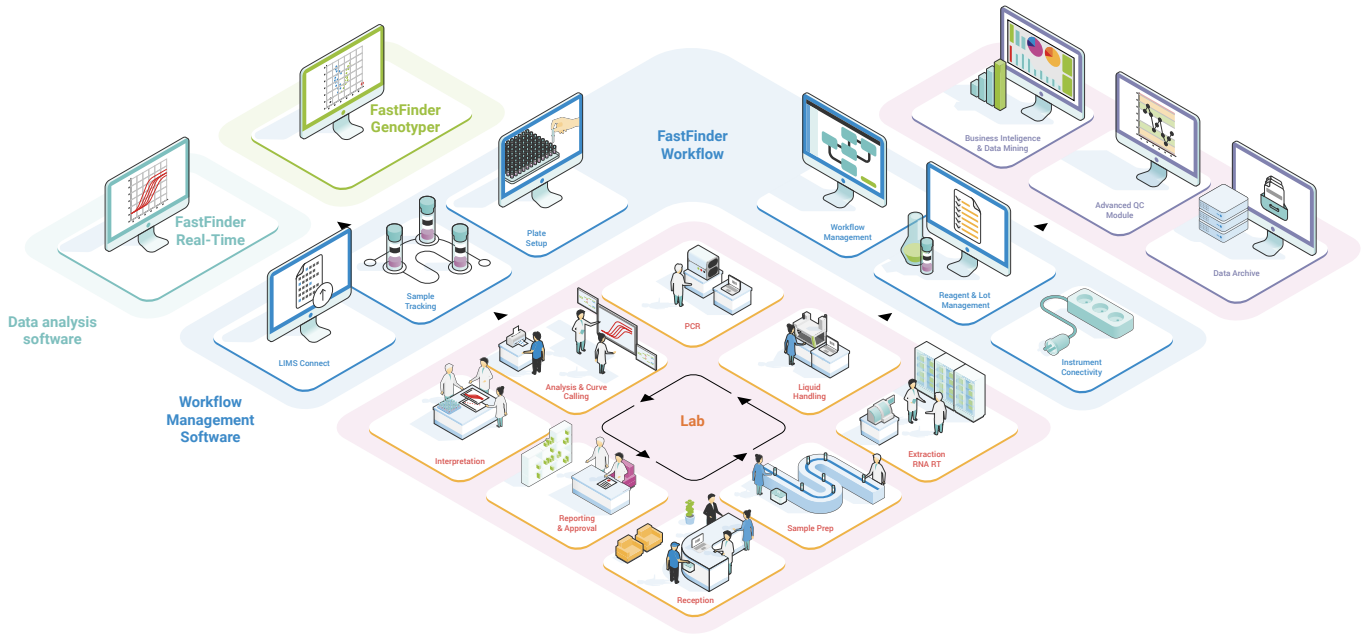 FastFinder
Genotyper
FastFinder
Real-Time
Data analysis
software
FastFinder
Workflow
Plate
Setup
Sample
Tracking
LIMS Connect
Workflow
Management
Software
Workflow
Management
Reagent & Lot
Management
Instrument
Conectivity
Business Inteligence
& Data Mining
Advanced QC
Module
Data Archive
PCR
Liquid
Handling
Extraction
RNA RT
Sample Prep
Reception
Reporting
& Approval
Interpretation
Analysis & Curve
Calling
Lab